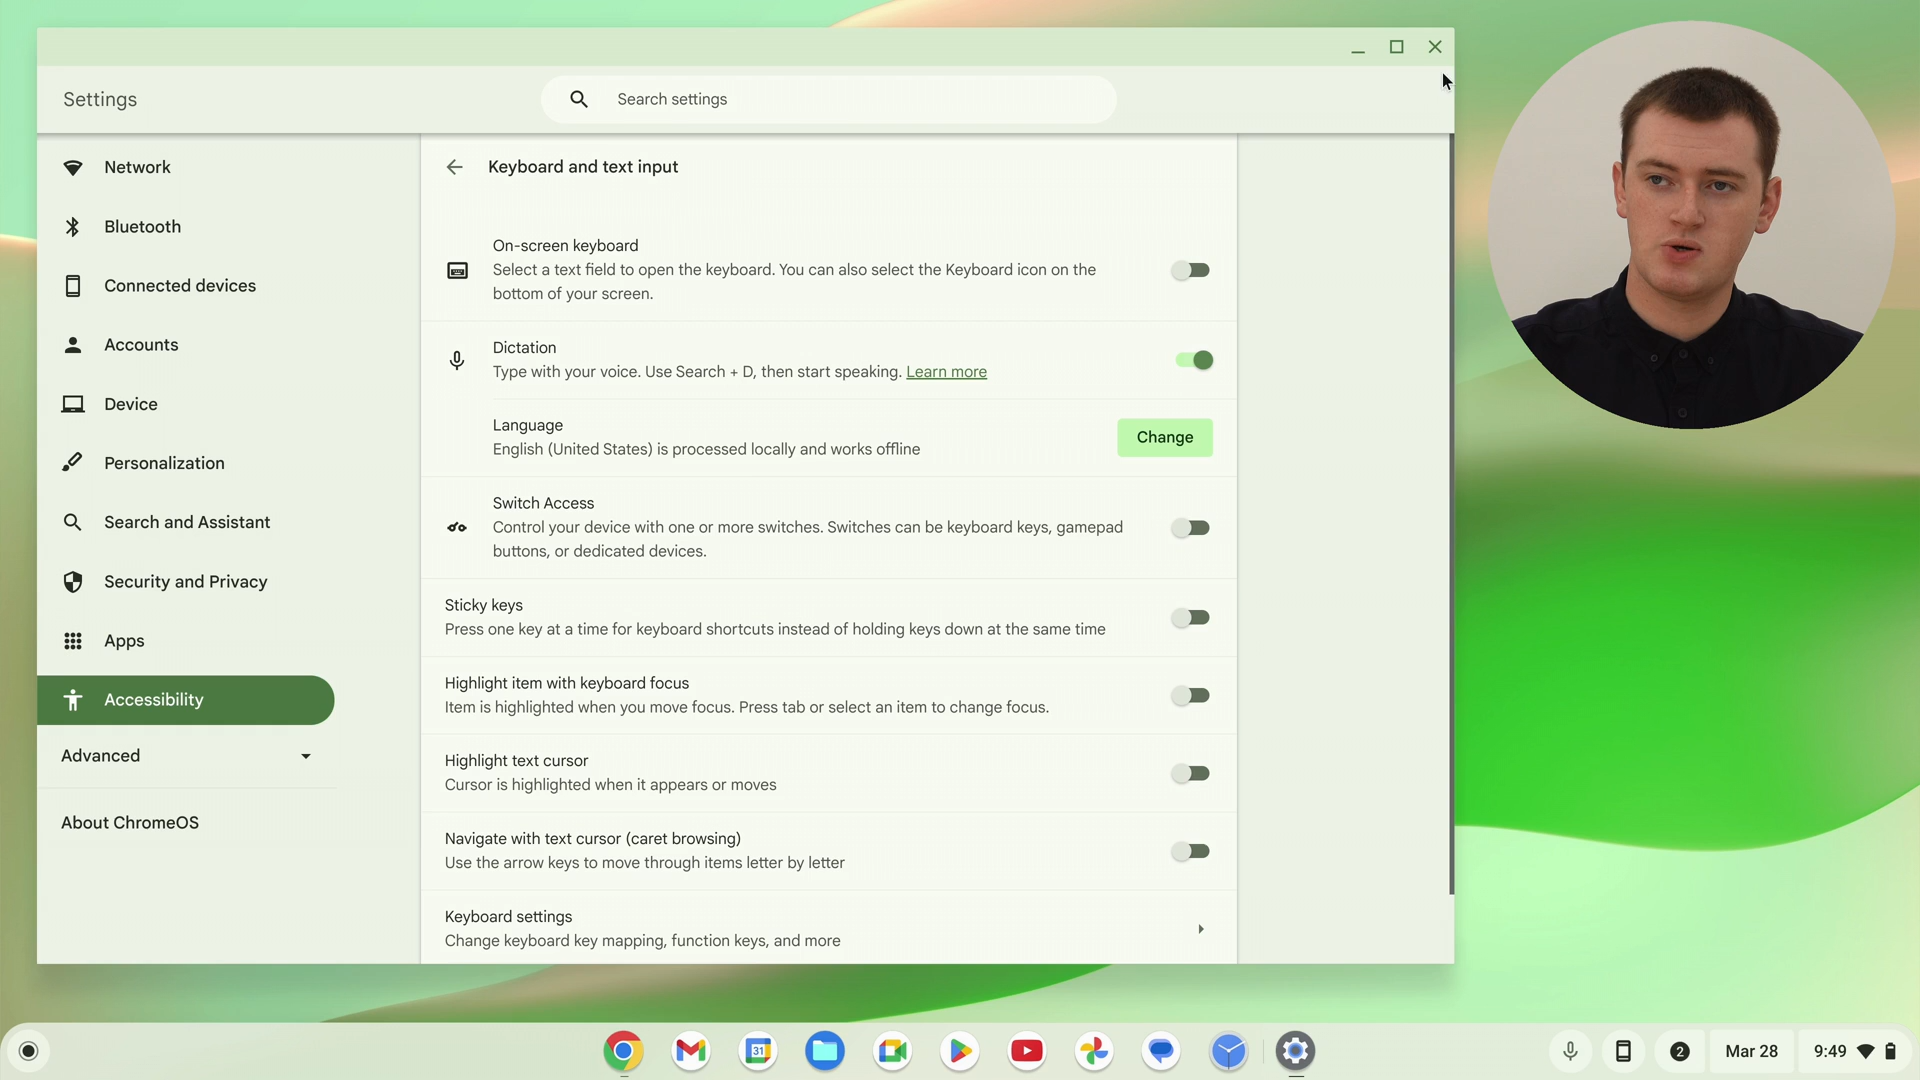 Settings
Search settings
Network
Bluetooth
Connected devices
Accounts
Device
Personalization
Search and Assistant
Security and Privacy
Apps
Accessibility
Advanced
About ChromeOS
Keyboard and text input
On-screen keyboard
Select a text field to open the keyboard. You can also select the Keyboard icon on the
bottom of your screen.
Dictation
Type with your voice. Use Search + D, then start speaking. Learn more
Language
English (United States) is processed locally and works offline
Change
Switch Access
Control your device with one or more switches. Switches can be keyboard keys, gamepad
buttons, or dedicated devices.
Sticky keys
Press one key at a time for keyboard shortcuts instead of holding keys down at the same time
Highlight item with keyboard focus
Item is highlighted when you move focus. Press tab or select an item to change focus.
Highlight text cursor
Cursor is highlighted when it appears or moves
Navigate with text cursor (caret browsing)
Use the arrow keys to move through items letter by letter
Keyboard settings
Change keyboard key mapping, function keys, and more
31
2
Mar 28
9:49